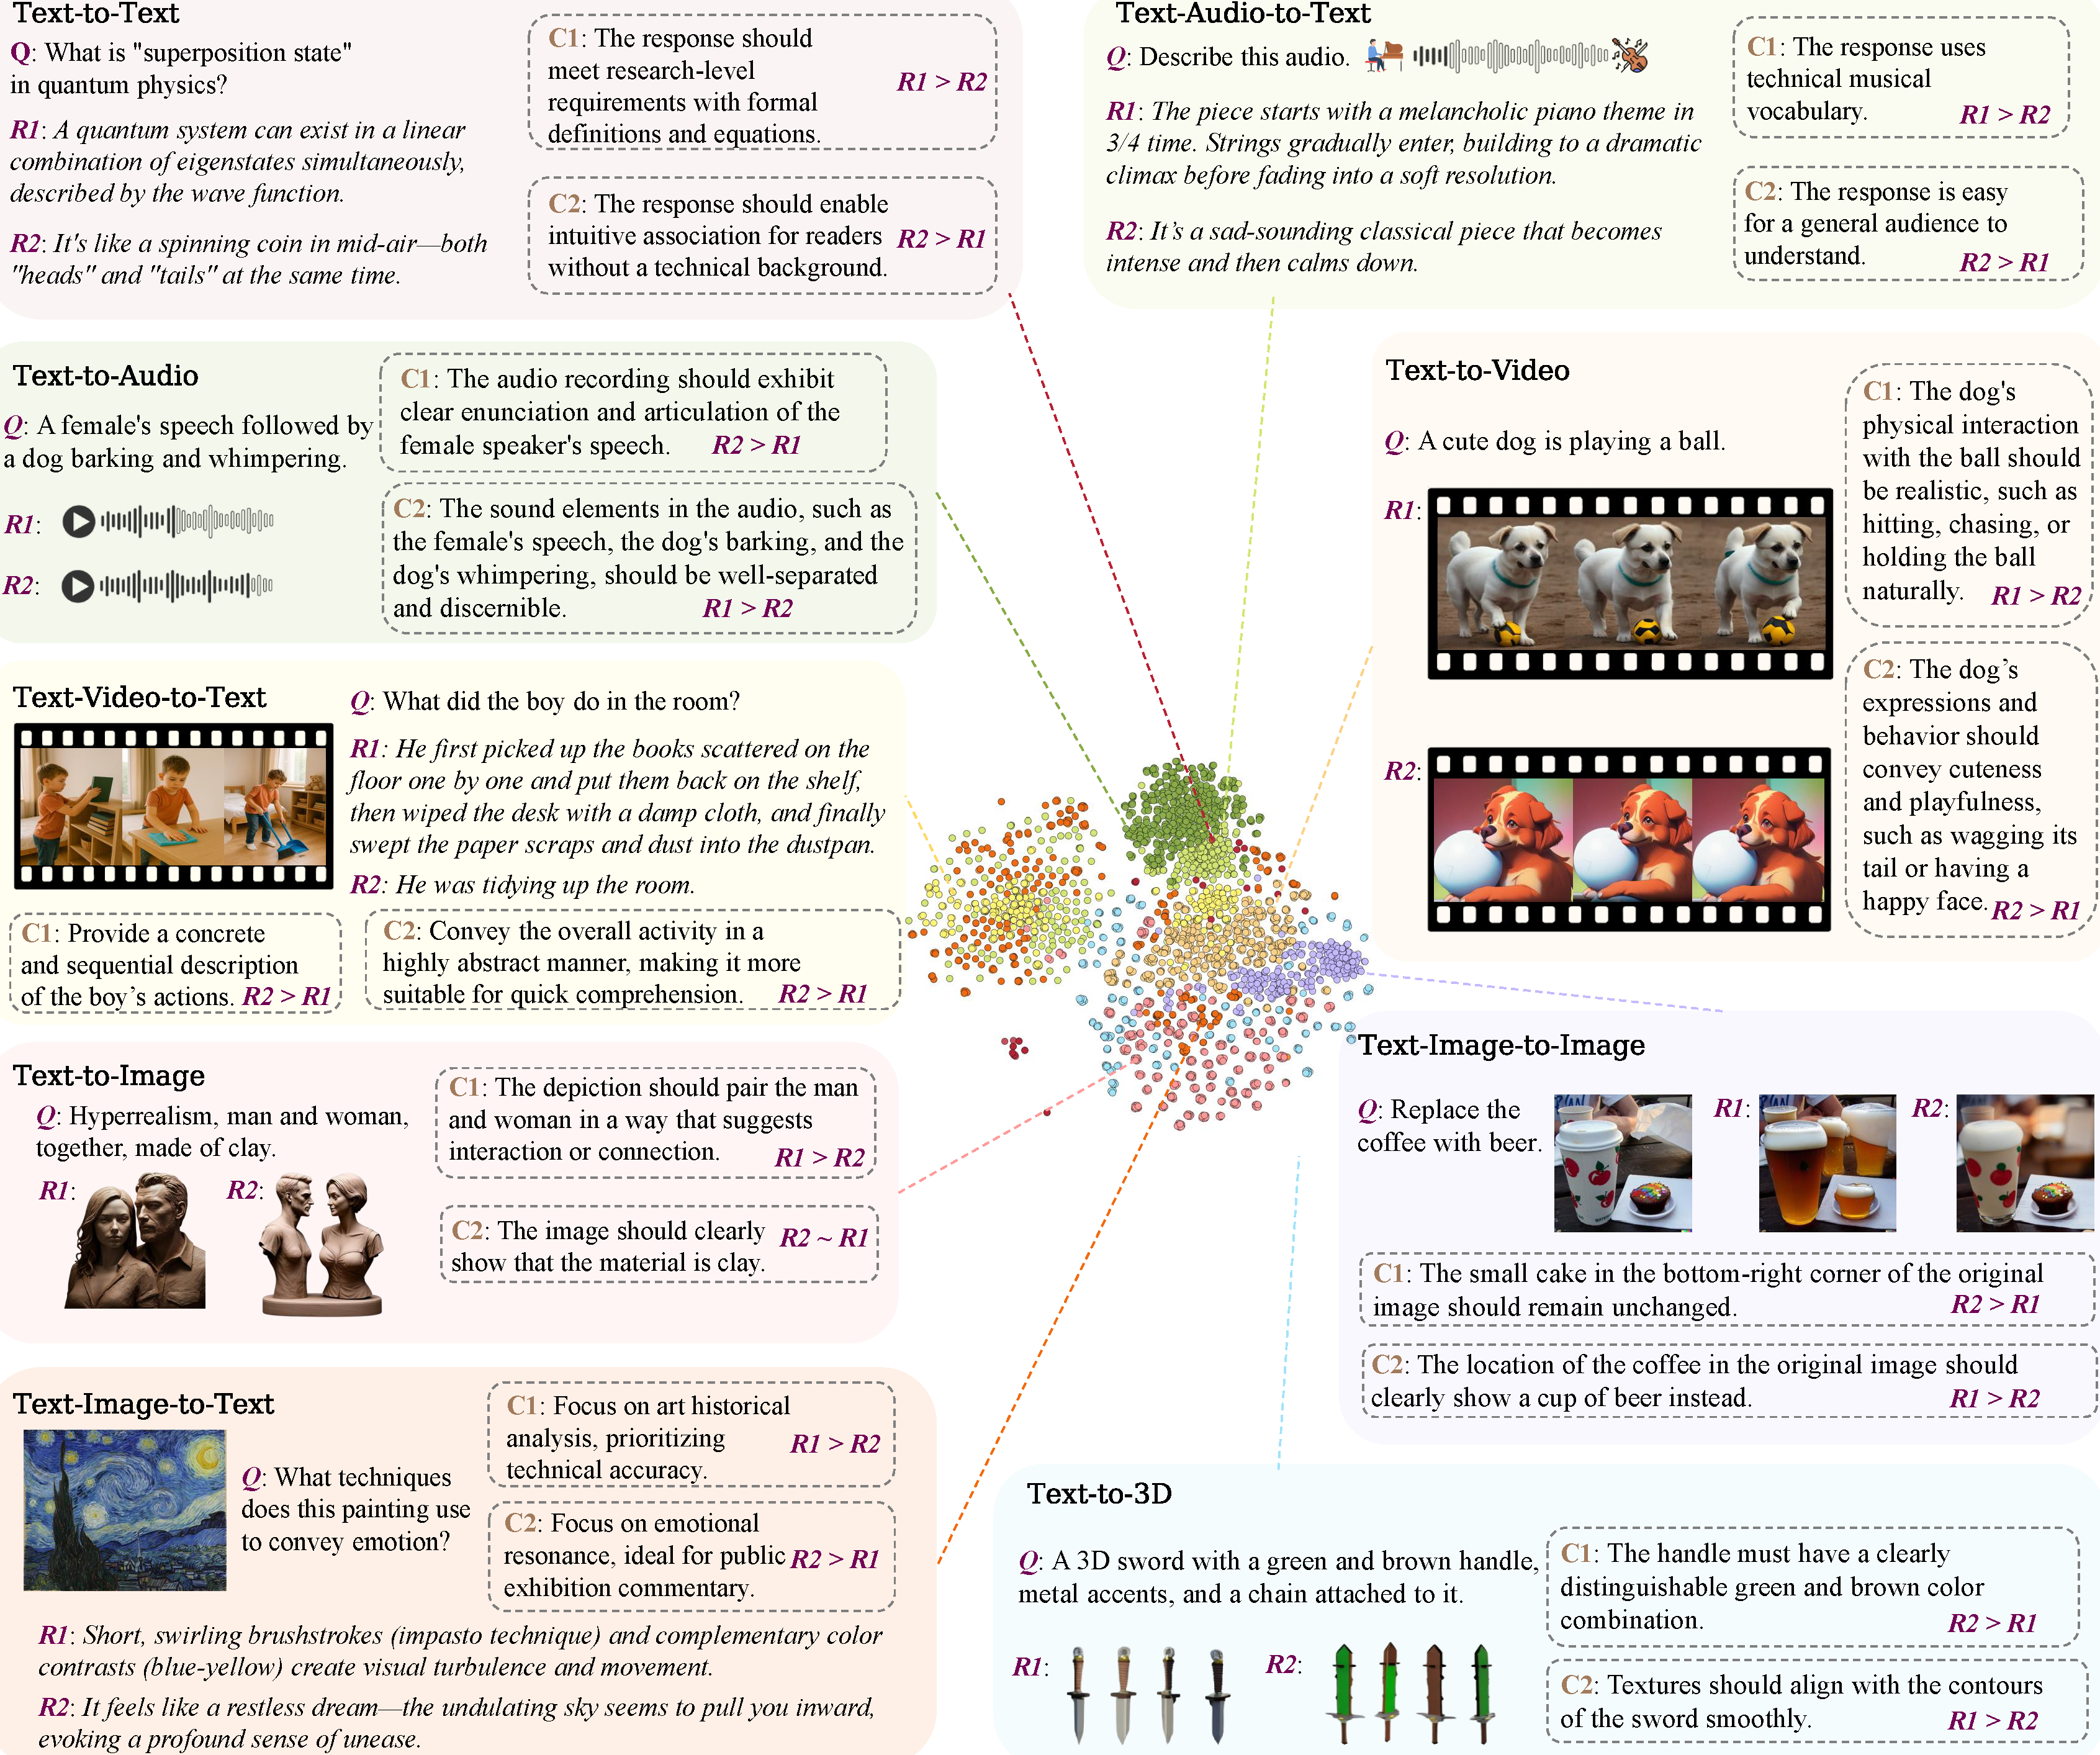 Text-to-Text
Q: What is "superposition state"
in quantum physics?
R1: A quantum system can exist in a linear
combination of eigenstates simultaneously,
described by the wave function.
R2: It's like a spinning coin in mid-air—both
"heads" and "tails" at the same time.
C1: The response should
meet research-level
requirements with formal
definitions and equations.
R1 > R2
C2: The response should enable
intuitive association for readers
without a technical background.
R2 > R1
Text-Audio-to-Text
Q: Describe this audio.
R1: The piece starts with a melancholic piano theme in
3/4 time. Strings gradually enter, building to a dramatic
climax before fading into a soft resolution.
R2: It’s a sad-sounding classical piece that becomes
intense and then calms down.
C1: The response uses
technical musical
vocabulary.
R1 > R2
C2: The response is easy
for a general audience to
understand.
R2 > R1
Text-to-Audio
Q: A female's speech followed by
a dog barking and whimpering.
R1:
R2:
C1: The audio recording should exhibit
clear enunciation and articulation of the
female speaker's speech. R2 > R1
C2: The sound elements in the audio, such as
the female's speech, the dog's barking, and the
dog's whimpering, should be well-separated
and discernible. R1 > R2
Text-to-Video
Q: A cute dog is playing a ball.
R1:
R2:
C1: The dog's
physical interaction
with the ball should
be realistic, such as
hitting, chasing, or
holding the ball
naturally. R1 > R2
C2: The dog’s
expressions and
behavior should
convey cuteness
and playfulness,
such as wagging its
tail or having a
happy face. R2 > R1
Text-Video-to-Text
Q: What did the boy do in the room?
R1: He first picked up the books scattered on the
floor one by one and put them back on the shelf,
then wiped the desk with a damp cloth, and finally
swept the paper scraps and dust into the dustpan.
R2: He was tidying up the room.
C1: Provide a concrete
and sequential description
of the boy’s actions. R2 > R1
C2: Convey the overall activity in a
highly abstract manner, making it more
suitable for quick comprehension. R2 > R1
Text-to-Image
Q: Hyperrealism, man and woman,
together, made of clay.
R1:
R2:
C1: The depiction should pair the man
and woman in a way that suggests
interaction or connection. R1 > R2
C2: The image should clearly
show that the material is clay.
R2 ~ R1
Text-Image-to-Image
Q: Replace the
coffee with beer.
R1:
R2:
C1: The small cake in the bottom-right corner of the original
image should remain unchanged. R2 > R1
C2: The location of the coffee in the original image should
clearly show a cup of beer instead. R1 > R2
Text-Image-to-Text
Q: What techniques
does this painting use
to convey emotion?
C1: Focus on art historical
analysis, prioritizing
technical accuracy.
R1 > R2
C2: Focus on emotional
resonance, ideal for public
exhibition commentary.
R2 > R1
R1: Short, swirling brushstrokes (impasto technique) and complementary color
contrasts (blue-yellow) create visual turbulence and movement.
R2: It feels like a restless dream—the undulating sky seems to pull you inward,
evoking a profound sense of unease.
Text-to-3D
Q: A 3D sword with a green and brown handle,
metal accents, and a chain attached to it.
R1:
R2:
C1: The handle must have a clearly
distinguishable green and brown color
combination. R2 > R1
C2: Textures should align with the contours
of the sword smoothly. R1 > R2